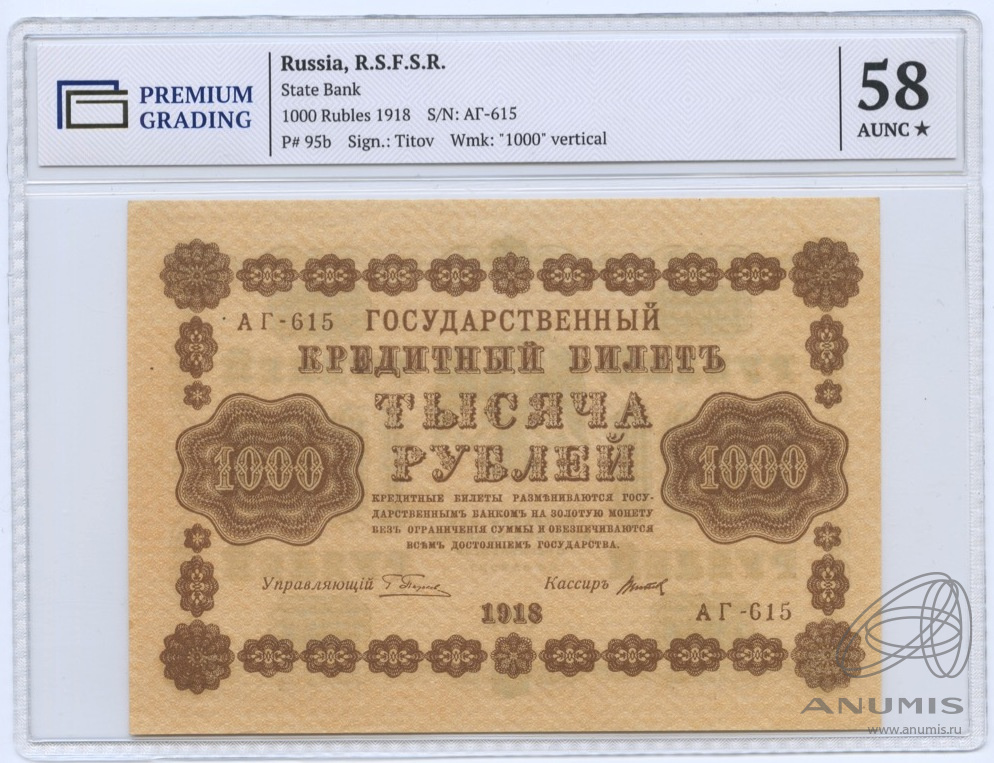 PREMIUM
GRADING
Russia, R.S.F.S.R.
State Bank
1000 Rubles 1918 S/N: АГ-615
P# 95b Sign.: Titov Wmk: "1000" vertical
58
AUNC ★
АГ-615 ГОСУДАРСТВЕННЫЙ
КРЕДИТНЫЙ БИЛЕТЪ
ТЫСЯЧА
РУБЛЕЙ
1000
1000
КРЕДИТНЫЕ БИЛЕТЫ РАЗМѢНИВАЮТСЯ ГОСУ-
ДАРСТВЕННЫМЪ БАНКОМЪ НА ЗОЛОТУЮ МОНЕТУ
БЕЗЪ ОГРАНИЧЕНІЯ СУММЫ И ОБЕЗПЕЧИВАЮТСЯ
ВСѢМЪ ДОСТОЯНІЕМЪ ГОСУДАРСТВА.
Управляющій
Кассиръ
1918
АГ-615
ANUMIS
www.anumis.ru